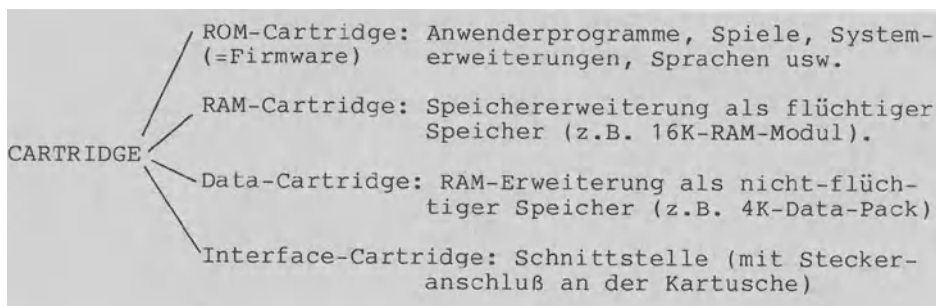 ROM-Cartridge: Anwenderprogramme, Spiele, System-
(=Firmware) erweiterungen, Sprachen usw.
RAM-Cartridge: Speichererweiterung als flüchtiger
Speicher (z.B. 16K-RAM-Modul).
CARTRIDGE
Data-Cartridge: RAM-Erweiterung als nicht-flüch-
tiger Speicher (z.B. 4K-Data-Pack)
Interface-Cartridge: Schnittstelle (mit Stecker-
anschluß an der Kartusche)